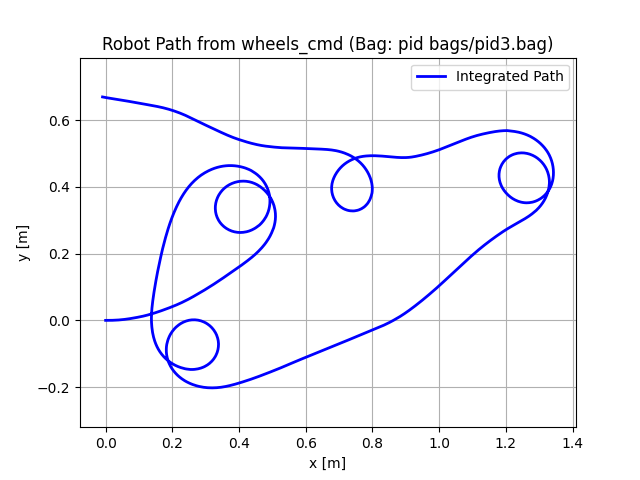 Robot Path from wheels_cmd (Bag: pid bags/pid3.bag)
Integrated Path
y [m]
0.6
0.4
0.2
0.0
−0.2
0.0 0.2 0.4 0.6 0.8 1.0 1.2 1.4
x [m]